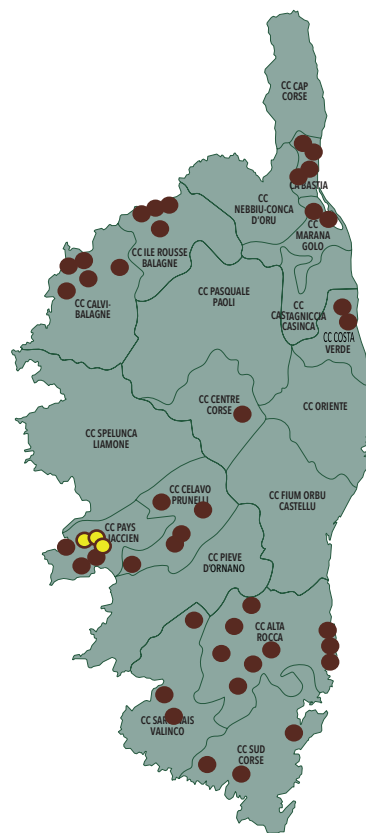 CC CAP
CORSE
CA BASTIA
CC
NEBBIU-CONCA
D'ORU
CC
MARANA
GOLO
CC ILE ROUSSE
BALAGNE
CC PASQUALE
PAOLI
CC CALVI-
BALAGNE
CC
CASTAGNICCIA
CASINCA
CC COSTA
VERDE
CC CENTRE
CORSE
CC ORIENTE
CC SPELUNCA
LIAMONE
CC CELAVO
PRUNELLI
CC FIUM ORBU
CASTELLU
CC PAYS
AJACCIEN
CC PIEVE
D'ORNANO
CC ALTA
ROCCA
CC SARTENAIS
VALINCO
CC SUD
CORSE